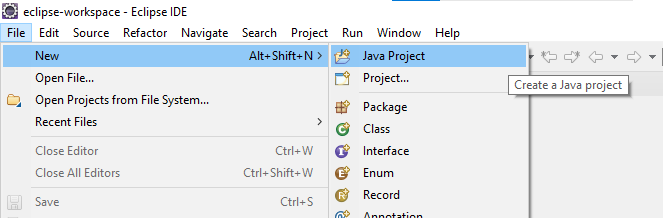 eclipse-workspace - Eclipse IDE
File Edit Source Refactor Navigate Search Project Run Window Help
New Alt+Shift+N > Java Project
Open File... Project...
Create a Java project
Open Projects from File System... Package
Recent Files > Class
Close Editor Ctrl+W Interface
Close All Editors Ctrl+Shift+W Enum
Save Ctrl+S Record
Annotation